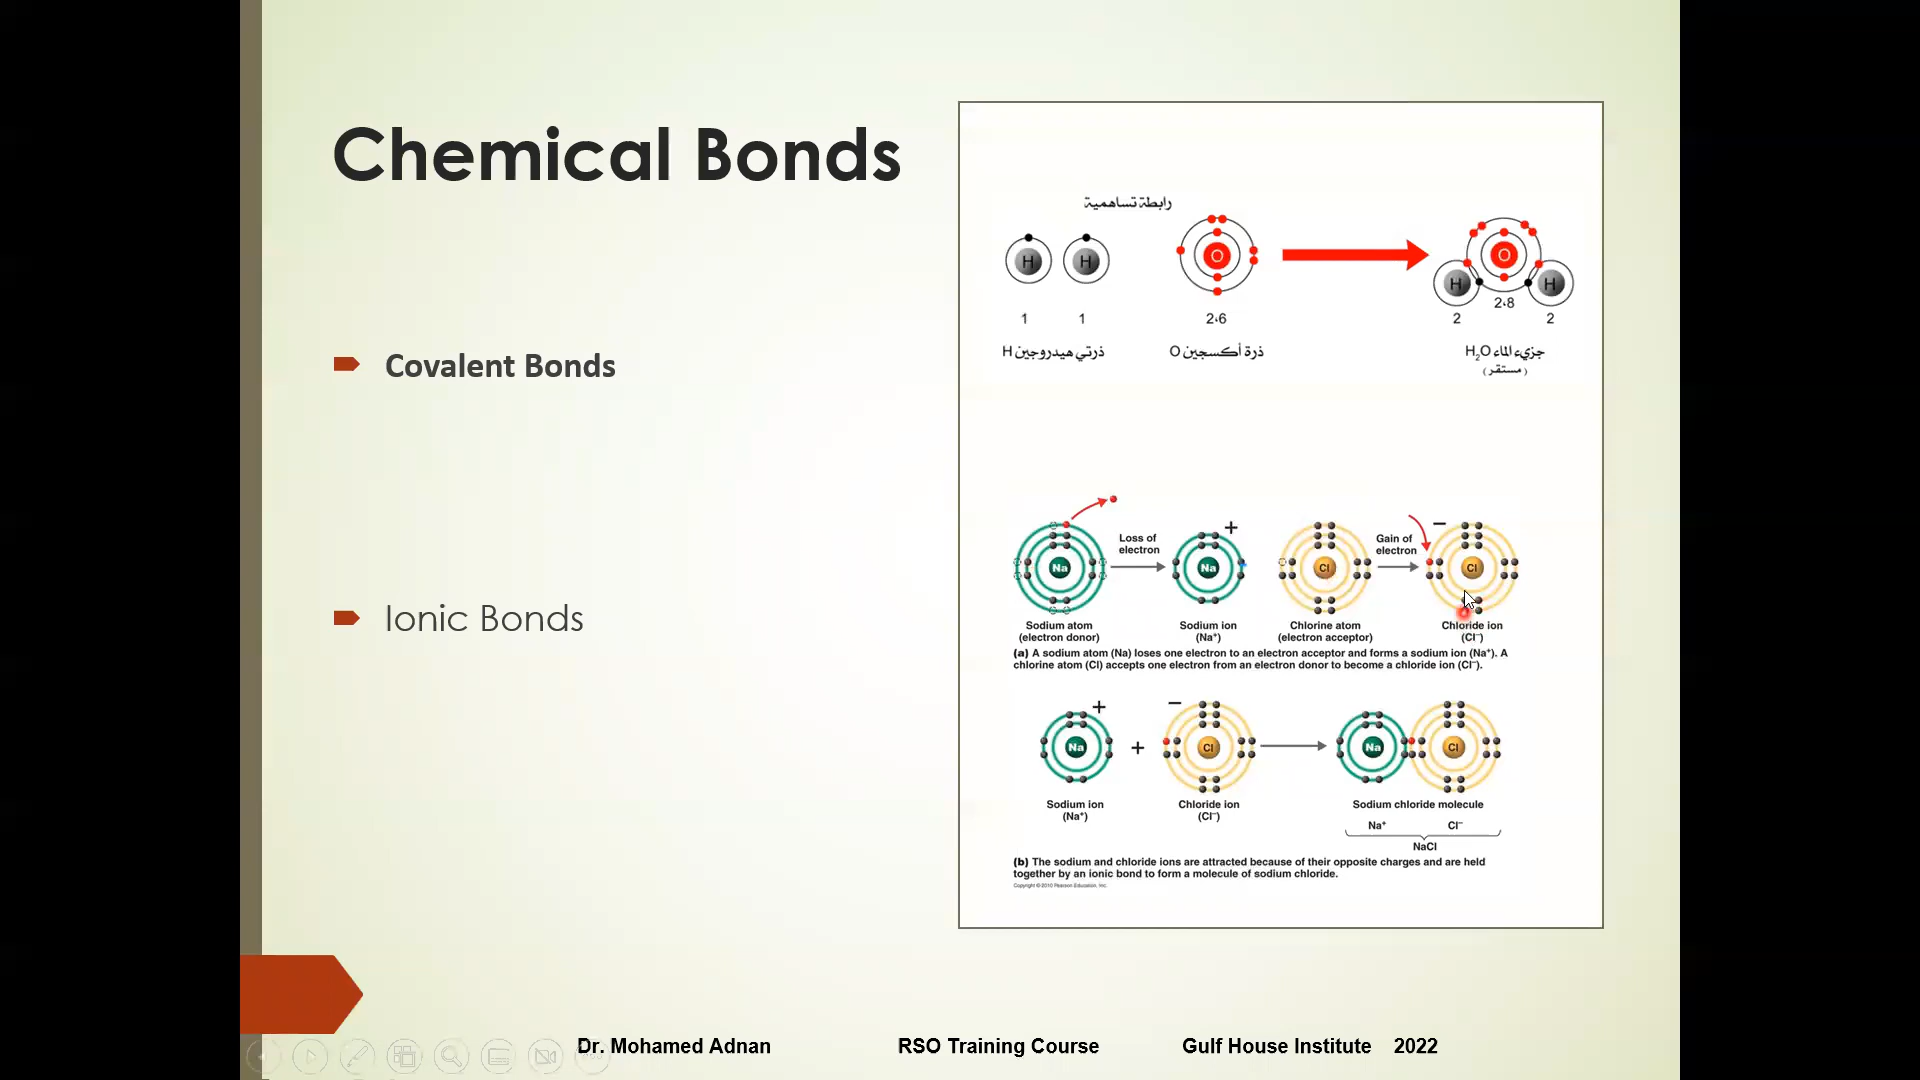 Chemical Bonds
Covalent Bonds
Ionic Bonds
رابطة تساهمية
H H O O H H
1 1 2،6 2 2،8 2
ذرتي هيدروجين H ذرة أكسجين O جزيء الماء H₂O
(مستقر)
Na Loss of electron Na + Cl Gain of electron − Cl
Sodium atom (electron donor)
Sodium ion (Na⁺)
Chlorine atom (electron acceptor)
Chloride ion (Cl⁻)
(a) A sodium atom (Na) loses one electron to an electron acceptor and forms a sodium ion (Na⁺). A
chlorine atom (Cl) accepts one electron from an electron donor to become a chloride ion (Cl⁻).
Na + + − Cl Na Cl
Sodium ion (Na⁺)
Chloride ion (Cl⁻)
Sodium chloride molecule
Na⁺ Cl⁻
NaCl
(b) The sodium and chloride ions are attracted because of their opposite charges and are held
together by an ionic bond to form a molecule of sodium chloride.
Copyright © 2010 Pearson Education, Inc.
Dr. Mohamed Adnan RSO Training Course Gulf House Institute 2022